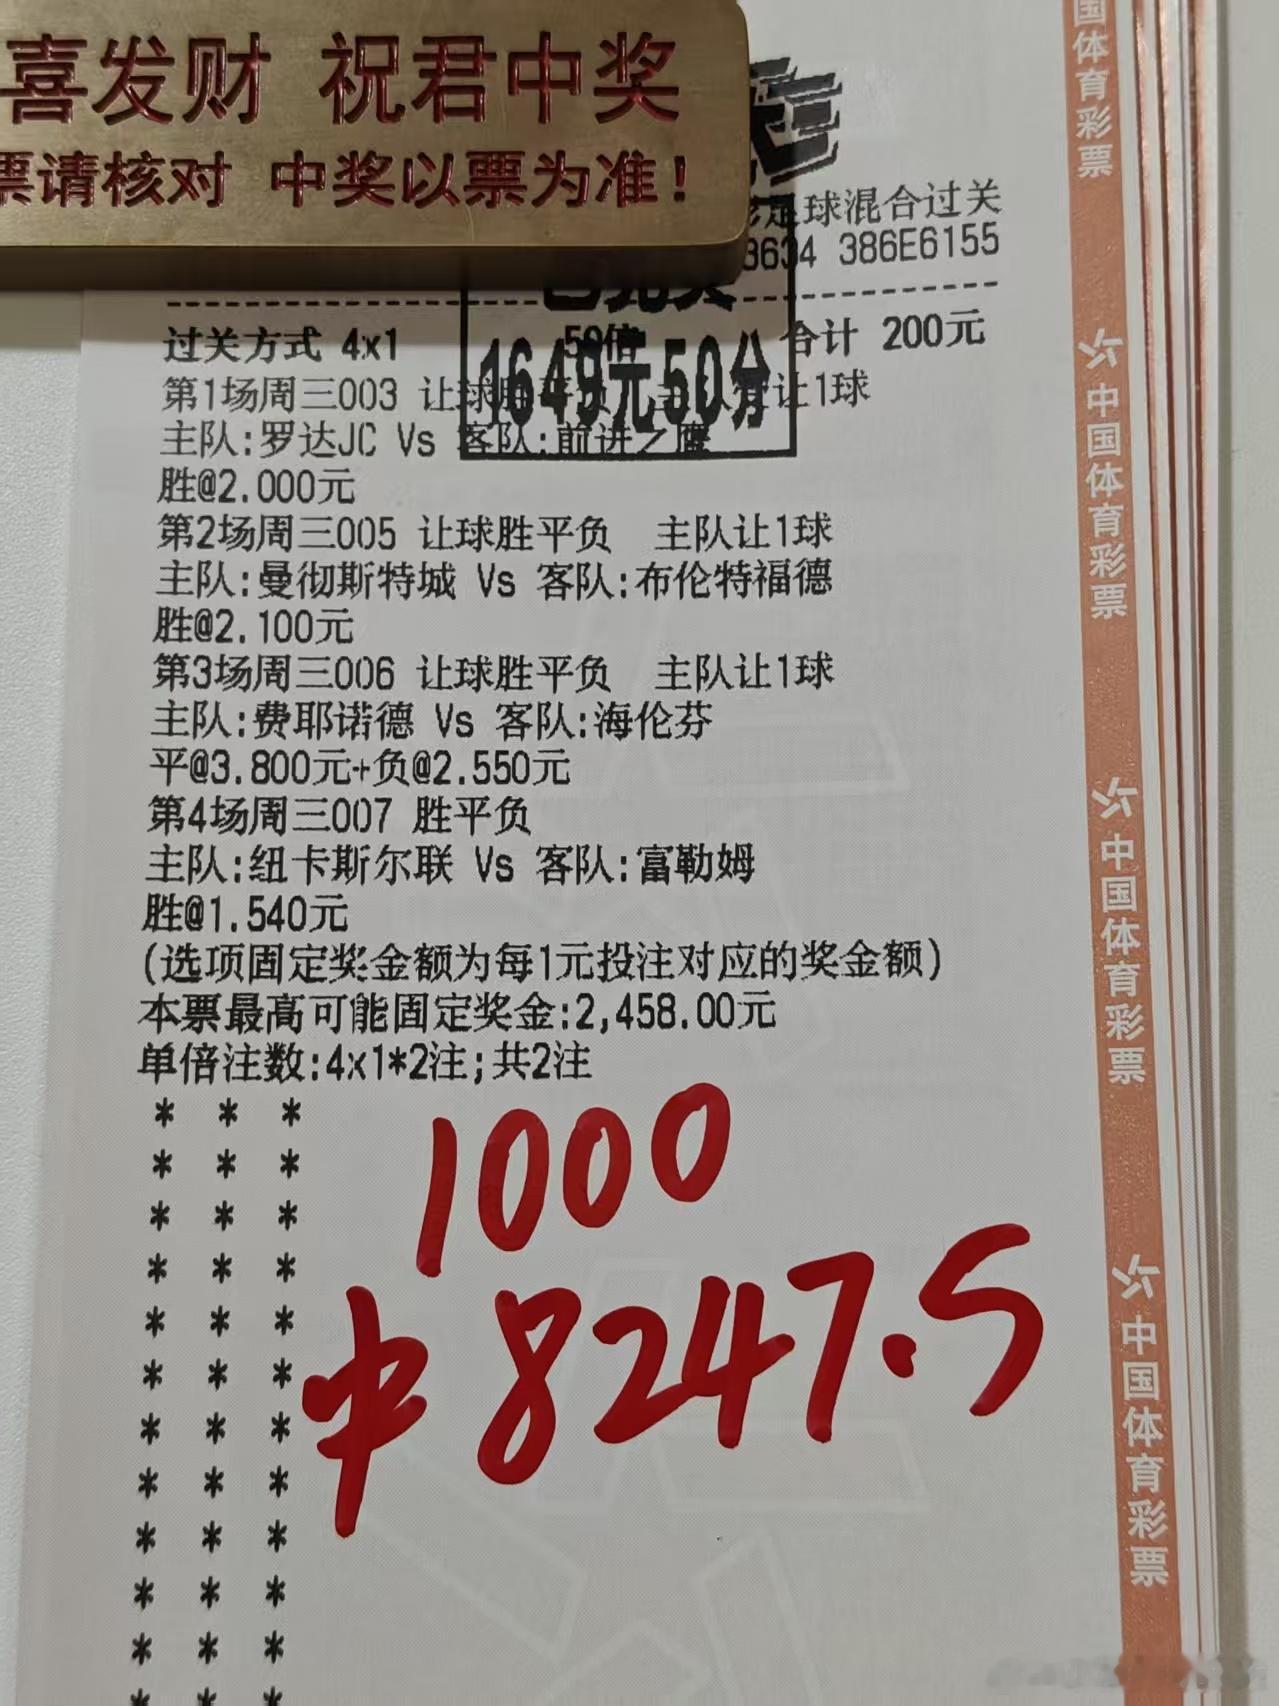 喜发财 祝君中奖
票请核对 中奖以票为准！
足球混合过关
3634 386E6155
过关方式 4x1 50倍 合计 200元
1649元50分
第1场周三003 让球胜平负 让1球
主队:罗达JC Vs 客队:前进之鹰
胜@2.000元
第2场周三005 让球胜平负 主队让1球
主队:曼彻斯特城 Vs 客队:布伦特福德
胜@2.100元
第3场周三006 让球胜平负 主队让1球
主队:费耶诺德 Vs 客队:海伦芬
平@3.800元+负@2.550元
第4场周三007 胜平负
主队:纽卡斯尔联 Vs 客队:富勒姆
胜@1.540元
(选项固定奖金额为每1元投注对应的奖金额)
本票最高可能固定奖金:2,458.00元
单倍注数:4x1*2注;共2注
* * *
* * *
* * *
* * *
* * *
* * *
* * *
* * *
* * *
* * *
* * *
* * *
1000
中8247.5
国体育彩票
中国体育彩票
中国体育彩票
中国体育彩票